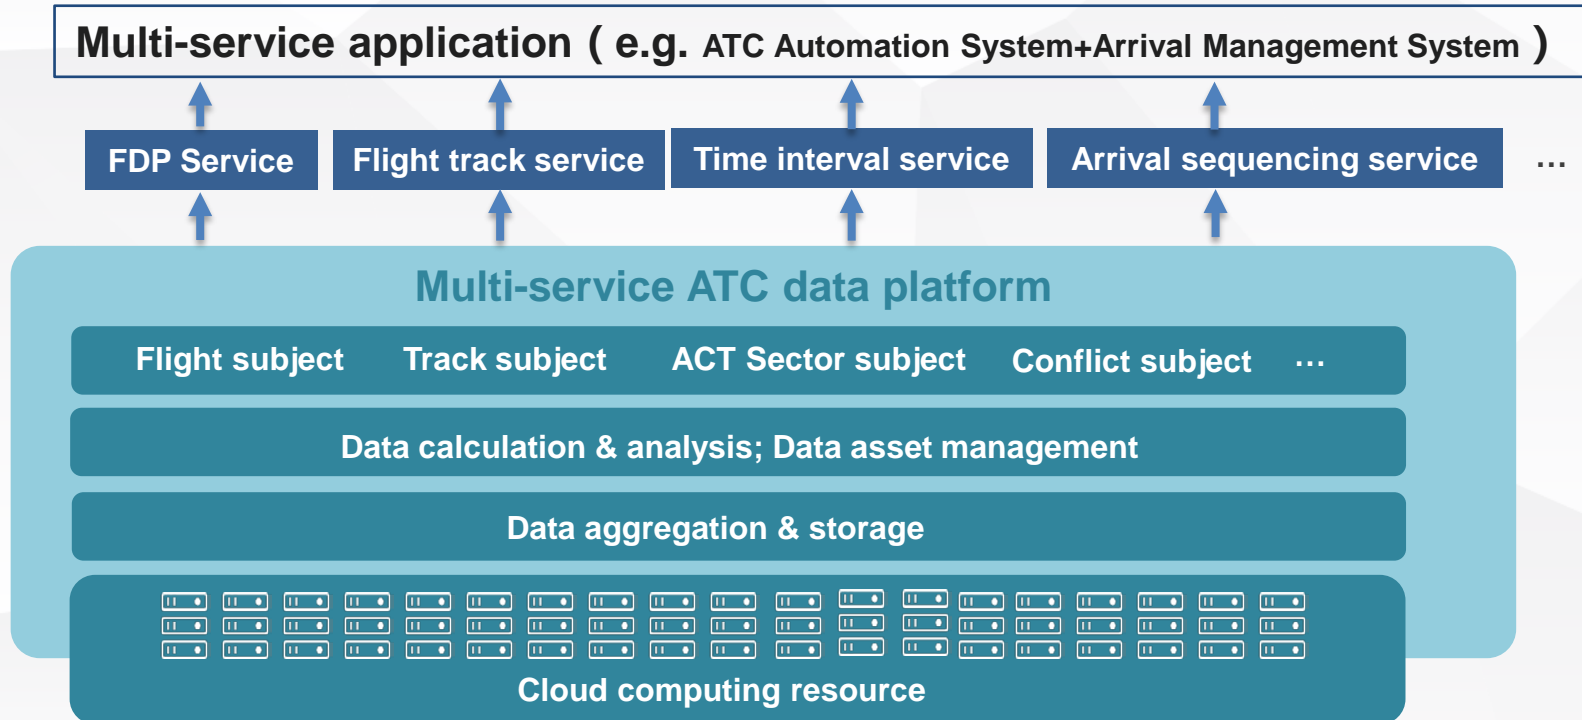 Multi-service application ( e.g. ATC Automation System+Arrival Management System )
FDP Service
Flight track service
Time interval service
Arrival sequencing service
...
Multi-service ATC data platform
Flight subject
Track subject
ACT Sector subject
Conflict subject
...
Data calculation & analysis; Data asset management
Data aggregation & storage
Cloud computing resource